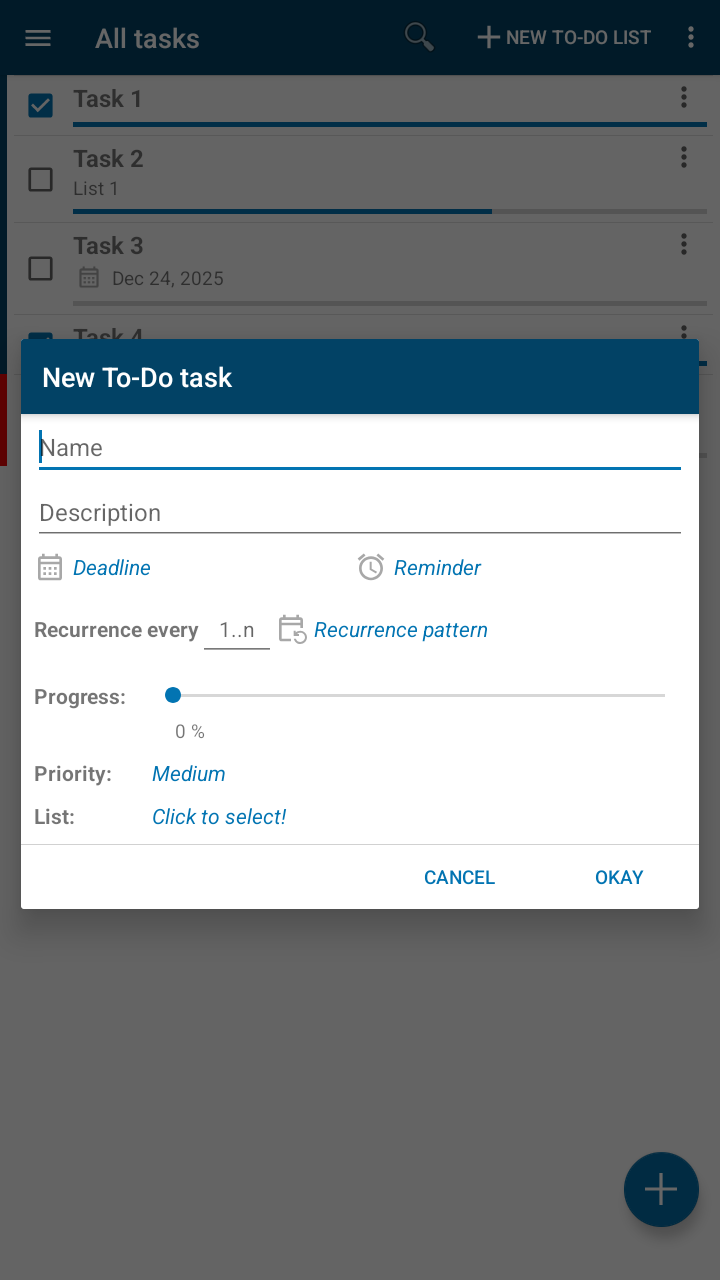 All tasks
NEW TO-DO LIST
Task 1
Task 2
List 1
Task 3
Dec 24, 2025
Task 4
New To-Do task
Name
Description
Deadline
Reminder
Recurrence every 1..n Recurrence pattern
Progress:
0 %
Priority: Medium
List: Click to select!
CANCEL OKAY